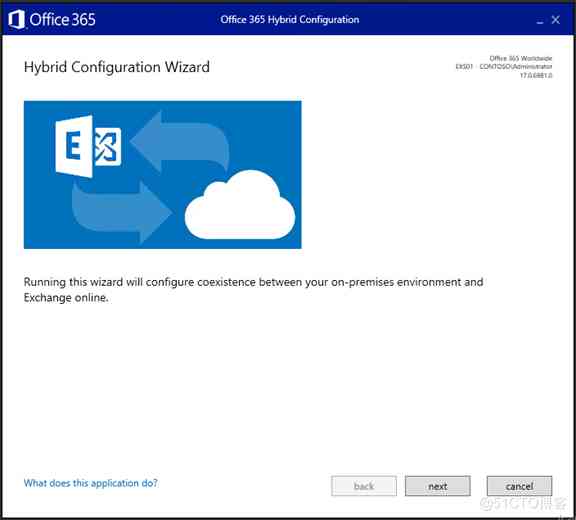 Office 365
Office 365 Hybrid Configuration
Hybrid Configuration Wizard
Office 365 Worldwide
EXS01 - CONTOSO\Administrator
17.0.6981.0
E
Running this wizard will configure coexistence between your on-premises environment and
Exchange online.
What does this application do?
back
next
cancel
@51CTO博客